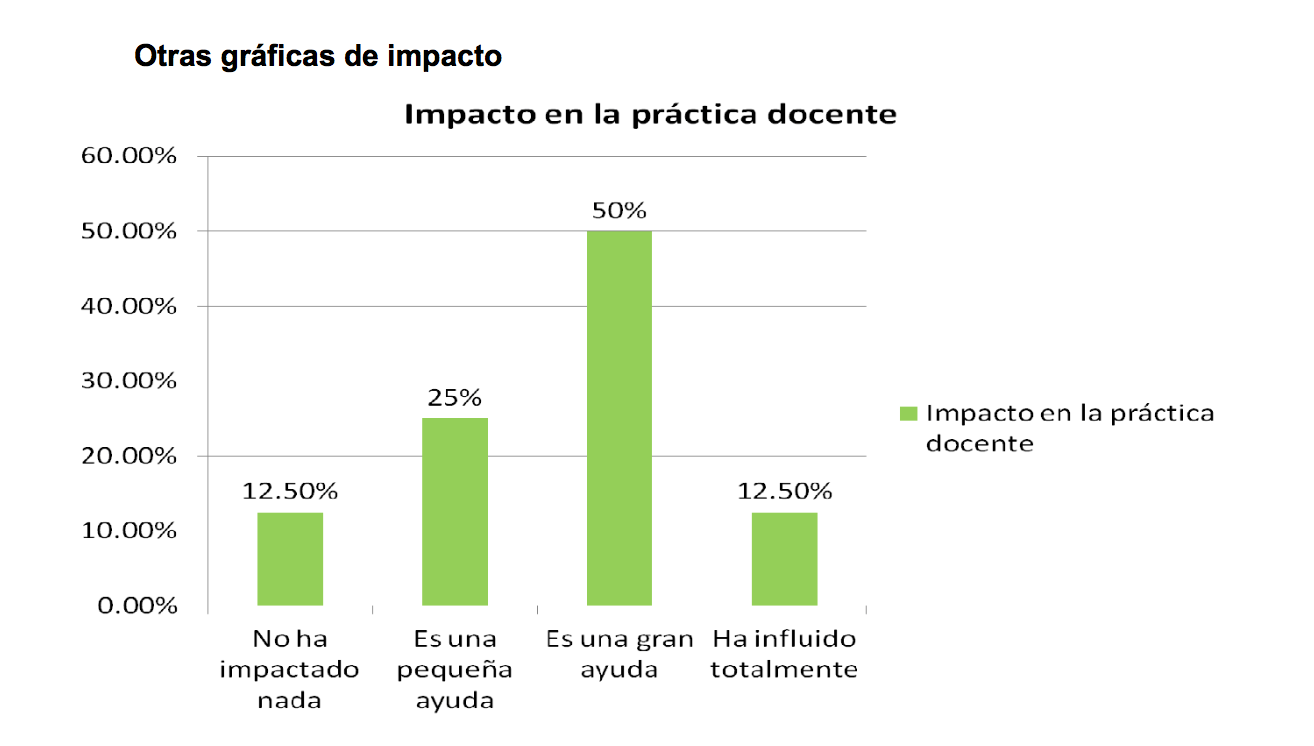 Otras gráficas de impacto
Impacto en la práctica docente
60.00%
50.00%
40.00%
30.00%
20.00%
10.00%
0.00%
12.50%
25%
50%
12.50%
No ha
impactado
nada
Es una
pequeña
ayuda
Es una gran
ayuda
Ha influido
totalmente
Impacto en la práctica
docente